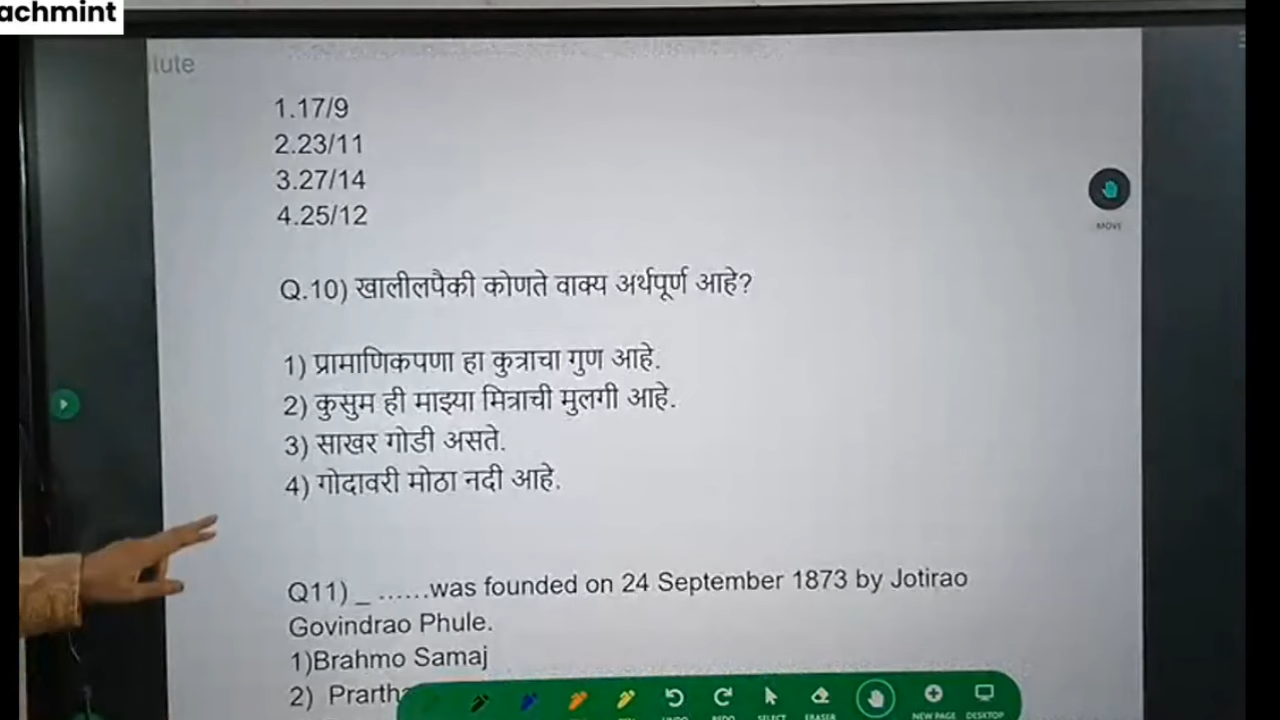 lute
1.17/9
2.23/11
3.27/14
4.25/12
MOVE
Q.10) खालीलपैकी कोणते वाक्य अर्थपूर्ण आहे?
1) प्रामाणिकपणा हा कुत्राचा गुण आहे.
2) कुसुम ही माझ्या मित्राची मुलगी आहे.
3) साखर गोडी असते.
4) गोदावरी मोठा नदी आहे.
Q11) _ ......was founded on 24 September 1873 by Jotirao
Govindrao Phule.
1)Brahmo Samaj
2) Prartha
SELECT ERASER NEW PAGE DESKTOP
achmint